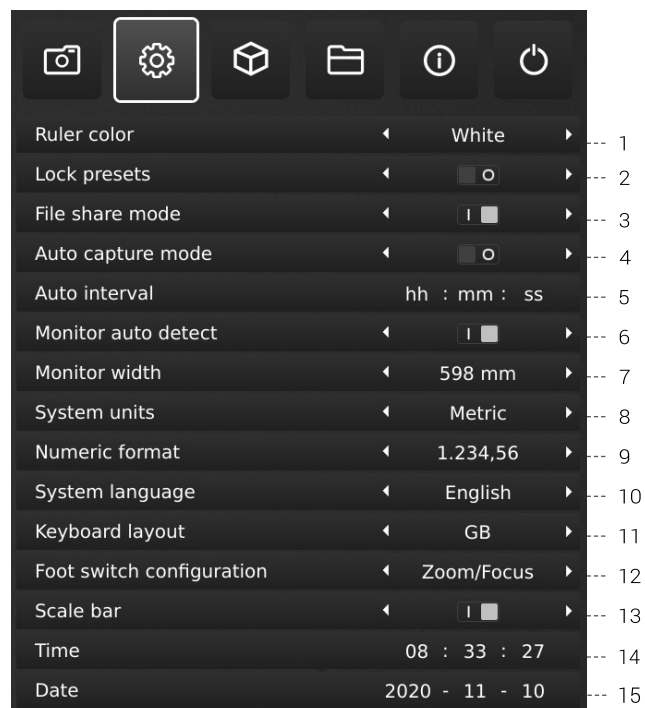 Ruler color White 1
Lock presets O 2
File share mode I 3
Auto capture mode O 4
Auto interval hh : mm : ss 5
Monitor auto detect I 6
Monitor width 598 mm 7
System units Metric 8
Numeric format 1.234,56 9
System language English 10
Keyboard layout GB 11
Foot switch configuration Zoom/Focus 12
Scale bar I 13
Time 08 : 33 : 27 14
Date 2020 - 11 - 10 15